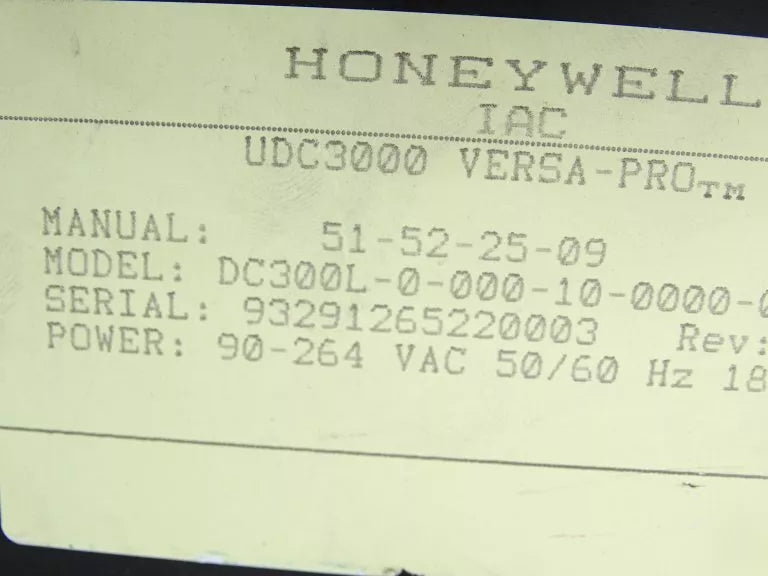 HONEYWELL
IAC
UDC3000 VERSA-PRO™
MANUAL: 51-52-25-09
MODEL: DC300L-0-000-10-0000-
SERIAL: 93291265220003 Rev:
POWER: 90-264 VAC 50/60 Hz 18